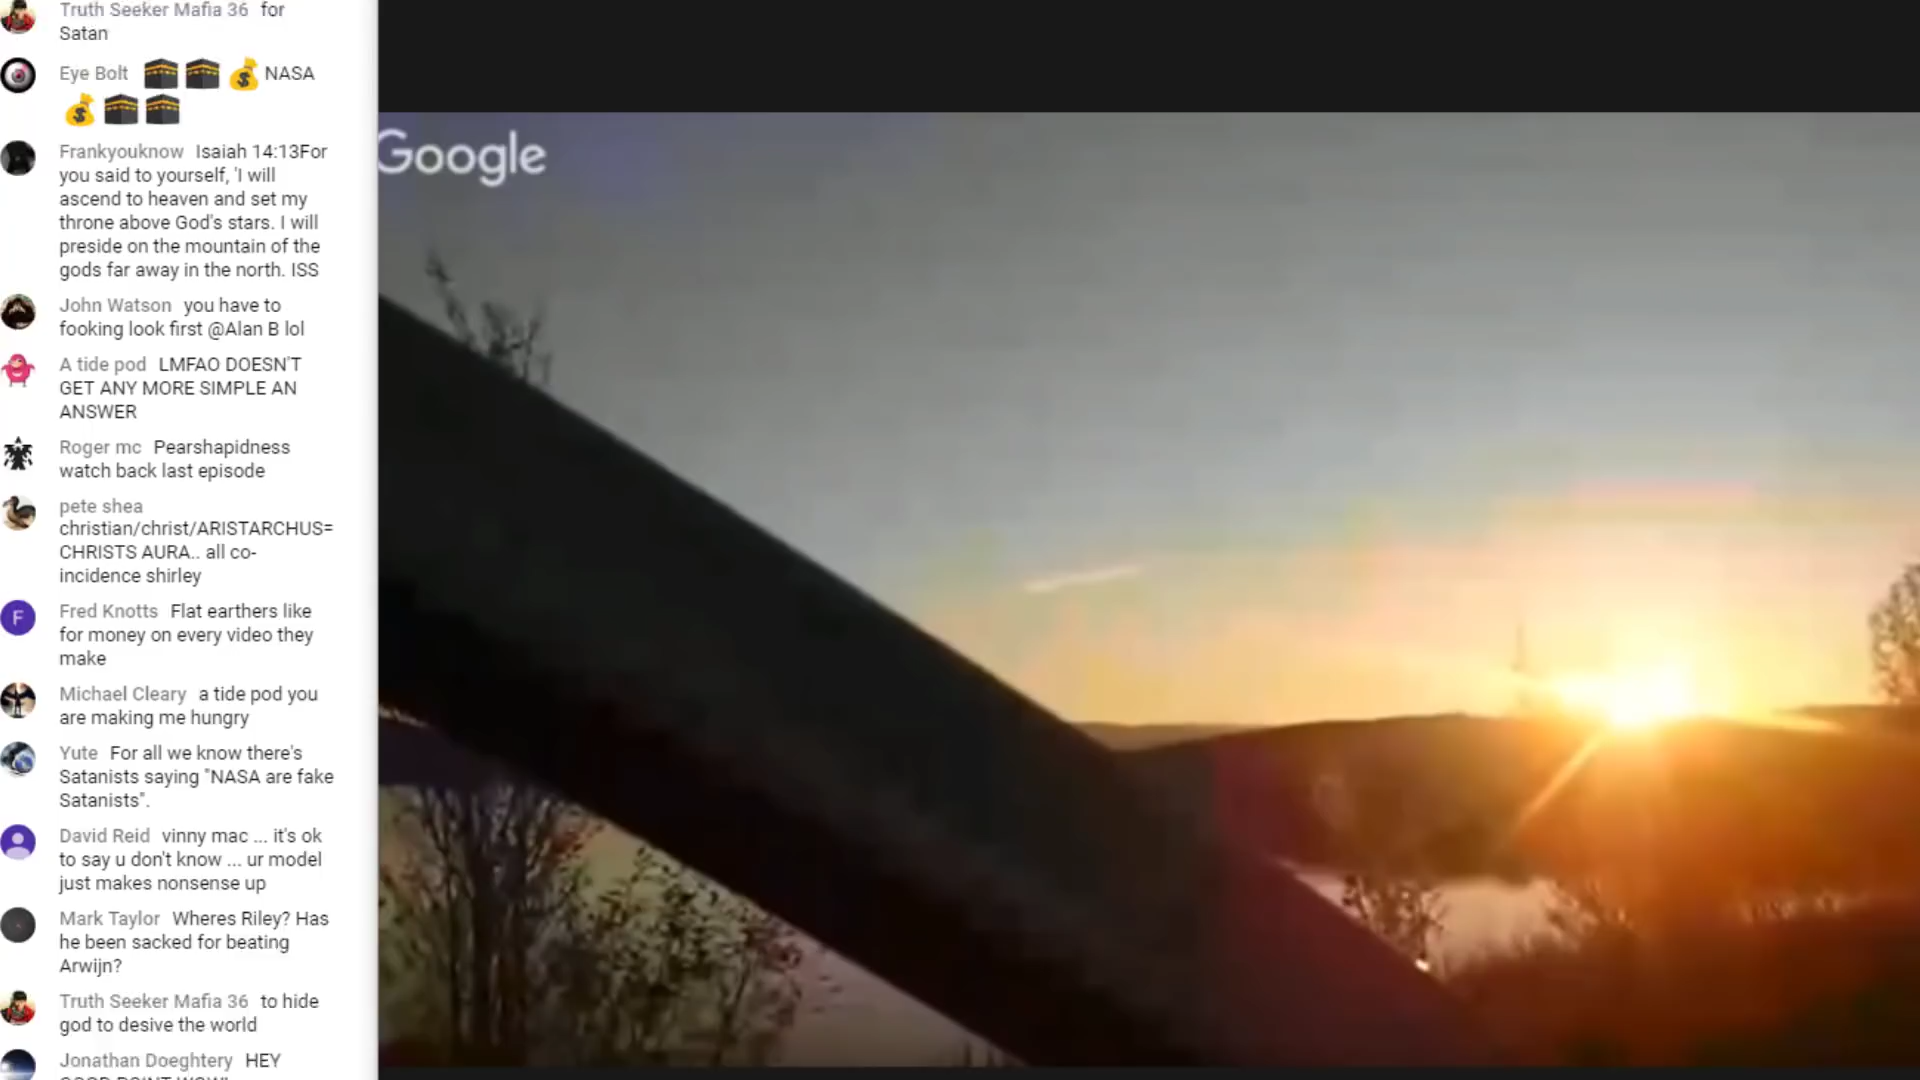 Truth Seeker Mafia 36 for
Satan
Eye Bolt 🕋🕋💰NASA
💰🕋🕋
Frankyouknow Isaiah 14:13For
you said to yourself, 'I will
ascend to heaven and set my
throne above God's stars. I will
preside on the mountain of the
gods far away in the north. ISS
John Watson you have to
fooking look first @Alan B lol
A tide pod LMFAO DOESN'T
GET ANY MORE SIMPLE AN
ANSWER
Roger mc Pearshapidness
watch back last episode
pete shea
christian/christ/ARISTARCHUS=
CHRISTS AURA.. all co-
incidence shirley
F
Fred Knotts Flat earthers like
for money on every video they
make
Michael Cleary a tide pod you
are making me hungry
Yute For all we know there's
Satanists saying "NASA are fake
Satanists".
David Reid vinny mac ... it's ok
to say u don't know ... ur model
just makes nonsense up
Mark Taylor Wheres Riley? Has
he been sacked for beating
Arwijn?
Truth Seeker Mafia 36 to hide
god to desive the world
Jonathan Doeghtery HEY
Google